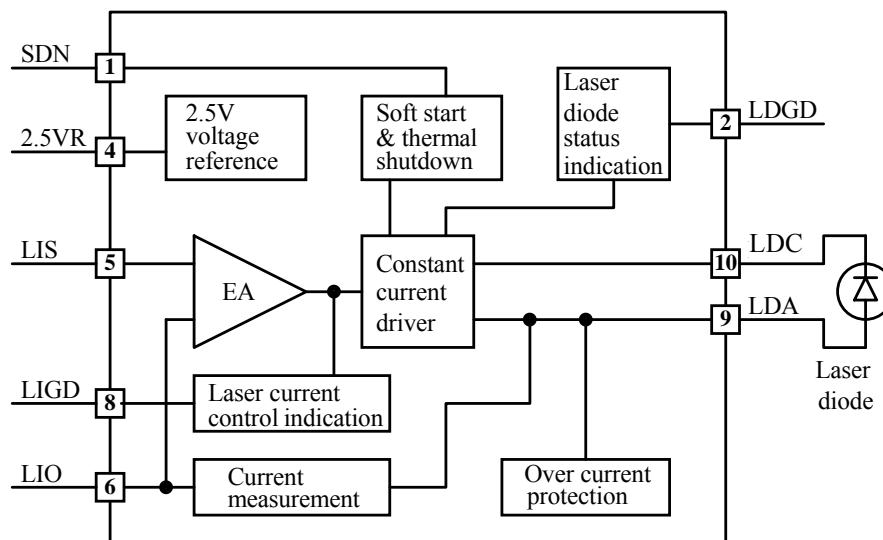 SDN
1
2.5VR
4
2.5V
voltage
reference
Soft start
& thermal
shutdown
Laser
diode
status
indication
2
LDGD
LIS
5
EA
Constant
current
driver
10
LDC
9
LDA
Laser
diode
LIGD
8
Laser current
control indication
LIO
6
Current
measurement
Over current
protection